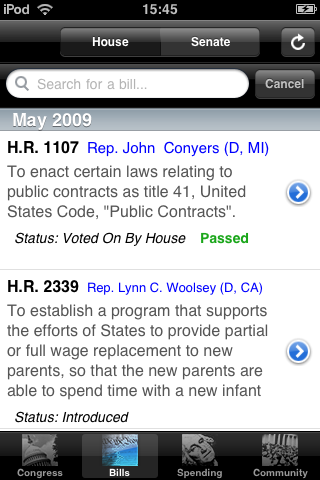 iPod 15:45
House Senate
Search for a bill... Cancel
May 2009
H.R. 1107 Rep. John Conyers (D, MI)
To enact certain laws relating to
public contracts as title 41, United
States Code, "Public Contracts".
Status: Voted On By House Passed
H.R. 2339 Rep. Lynn C. Woolsey (D, CA)
To establish a program that supports
the efforts of States to provide partial
or full wage replacement to new
parents, so that the new parents are
able to spend time with a new infant
Status: Introduced
Congress Bills Spending Community